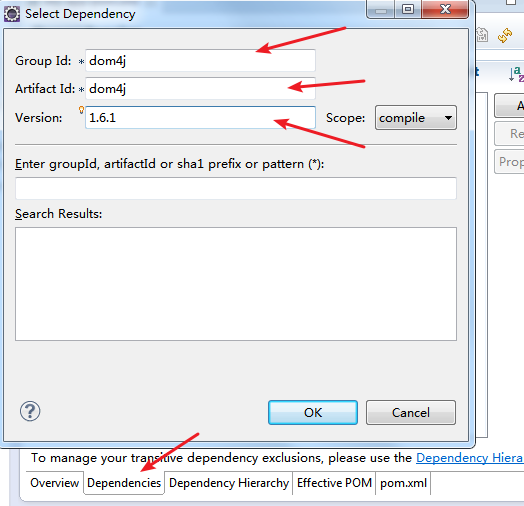 Select Dependency
Group Id: * dom4j
Artifact Id: * dom4j
Version: 1.6.1 Scope: compile
Enter groupId, artifactId or sha1 prefix or pattern (*):
Search Results:
OK Cancel
To manage your transitive dependency exclusions, please use the Dependency Hiera
Overview Dependencies Dependency Hierarchy Effective POM pom.xml